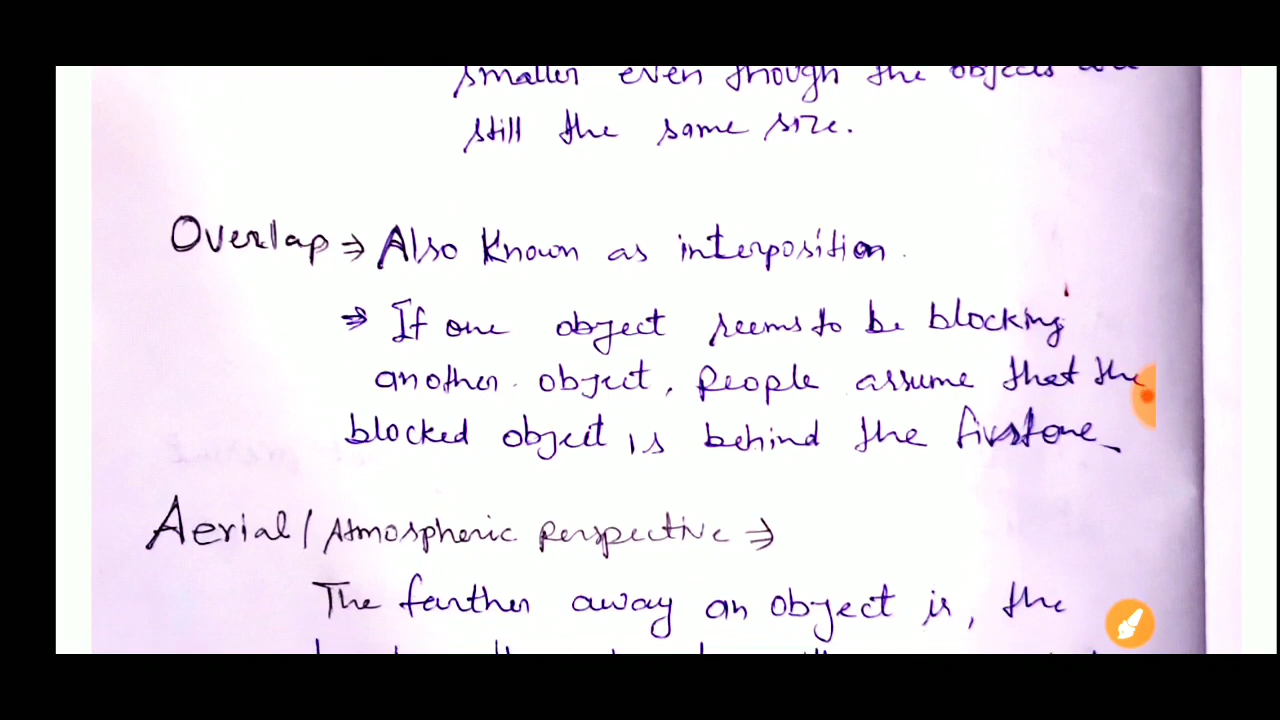 smaller even though the objects are
still the same size.
Overlap ⇒ Also Known as interposition.
⇒ If one object seems to be blocking
another object, People assume that the
blocked object is behind the first one
Aerial / Atmospheric perspective ⇒
The farther away an object is, the